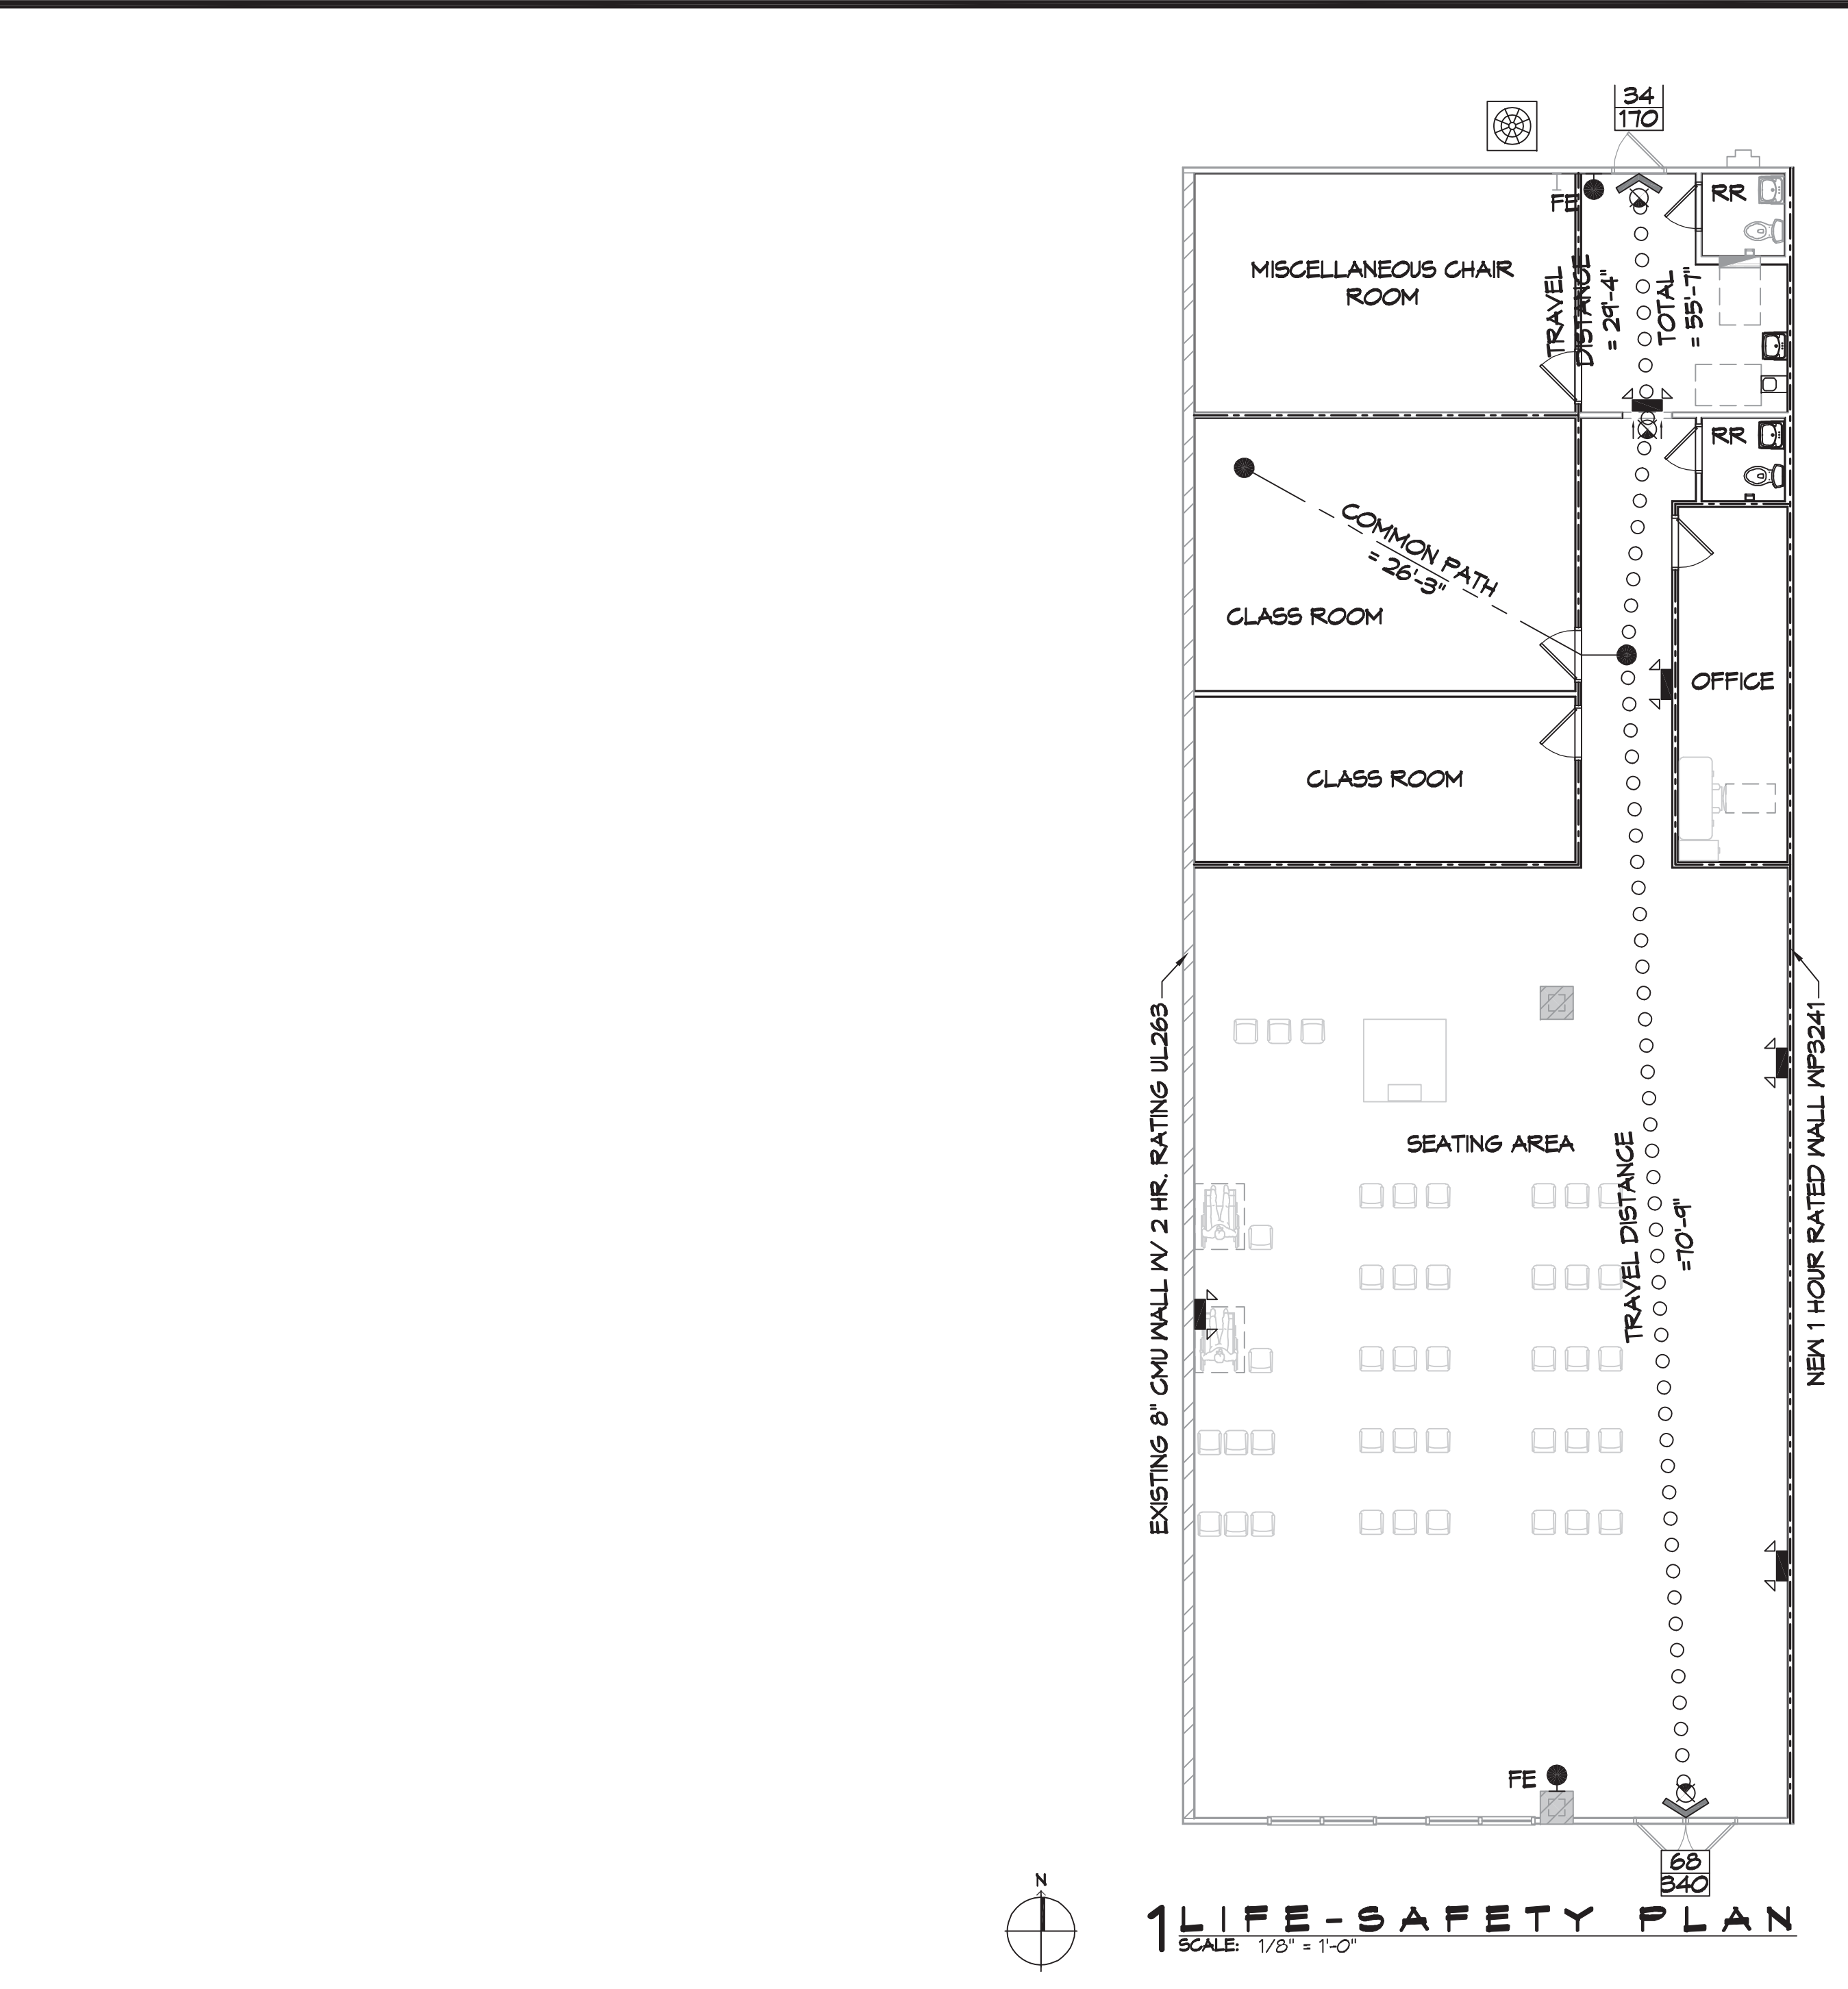 34
170
RR
FE
MISCELLANEOUS CHAIR
ROOM
TRAVEL
DISTANCE
= 29'-4"
TOTAL
= 55'-7"
RR
COMMON PATH
= 26'-3"
CLASS ROOM
OFFICE
CLASS ROOM
EXISTING 8" CMU WALL W/ 2 HR. RATING UL263
NEW 1 HOUR RATED WALL WP3241
SEATING AREA
TRAVEL DISTANCE
=70'-9"
FE
68
340
N
1 LIFE-SAFETY PLAN
SCALE: 1/8" = 1'-0"